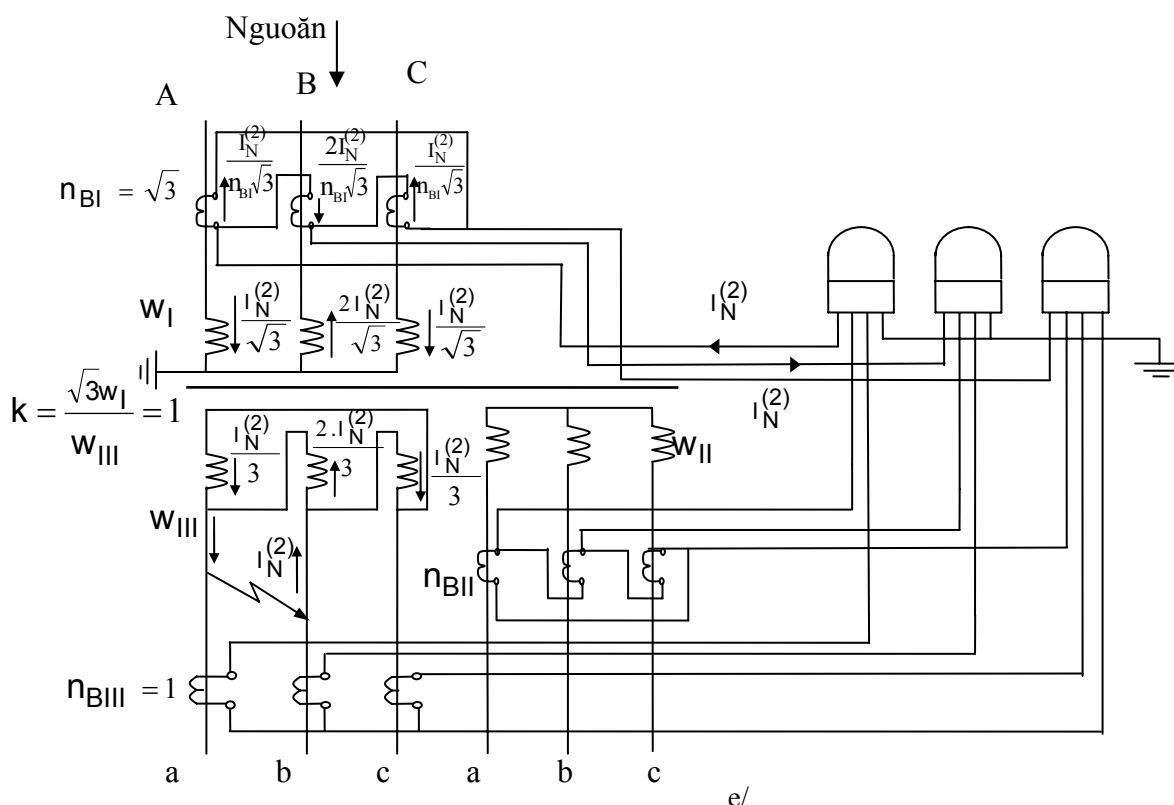 Nguoăn
A
B
C
n_BI = √3
I_N^(2) / n_BI√3
2I_N^(2) / n_BI√3
I_N^(2) / n_BI√3
w_I
I_N^(2) / √3
2I_N^(2) / √3
I_N^(2) / √3
I_N^(2)
I_N^(2)
k = √3w_I / w_III = 1
I_N^(2) / 3
2.I_N^(2) / 3
I_N^(2) / 3
w_II
w_III
I_N^(2)
n_BII
n_BIII = 1
a
b
c
a
b
c
e/